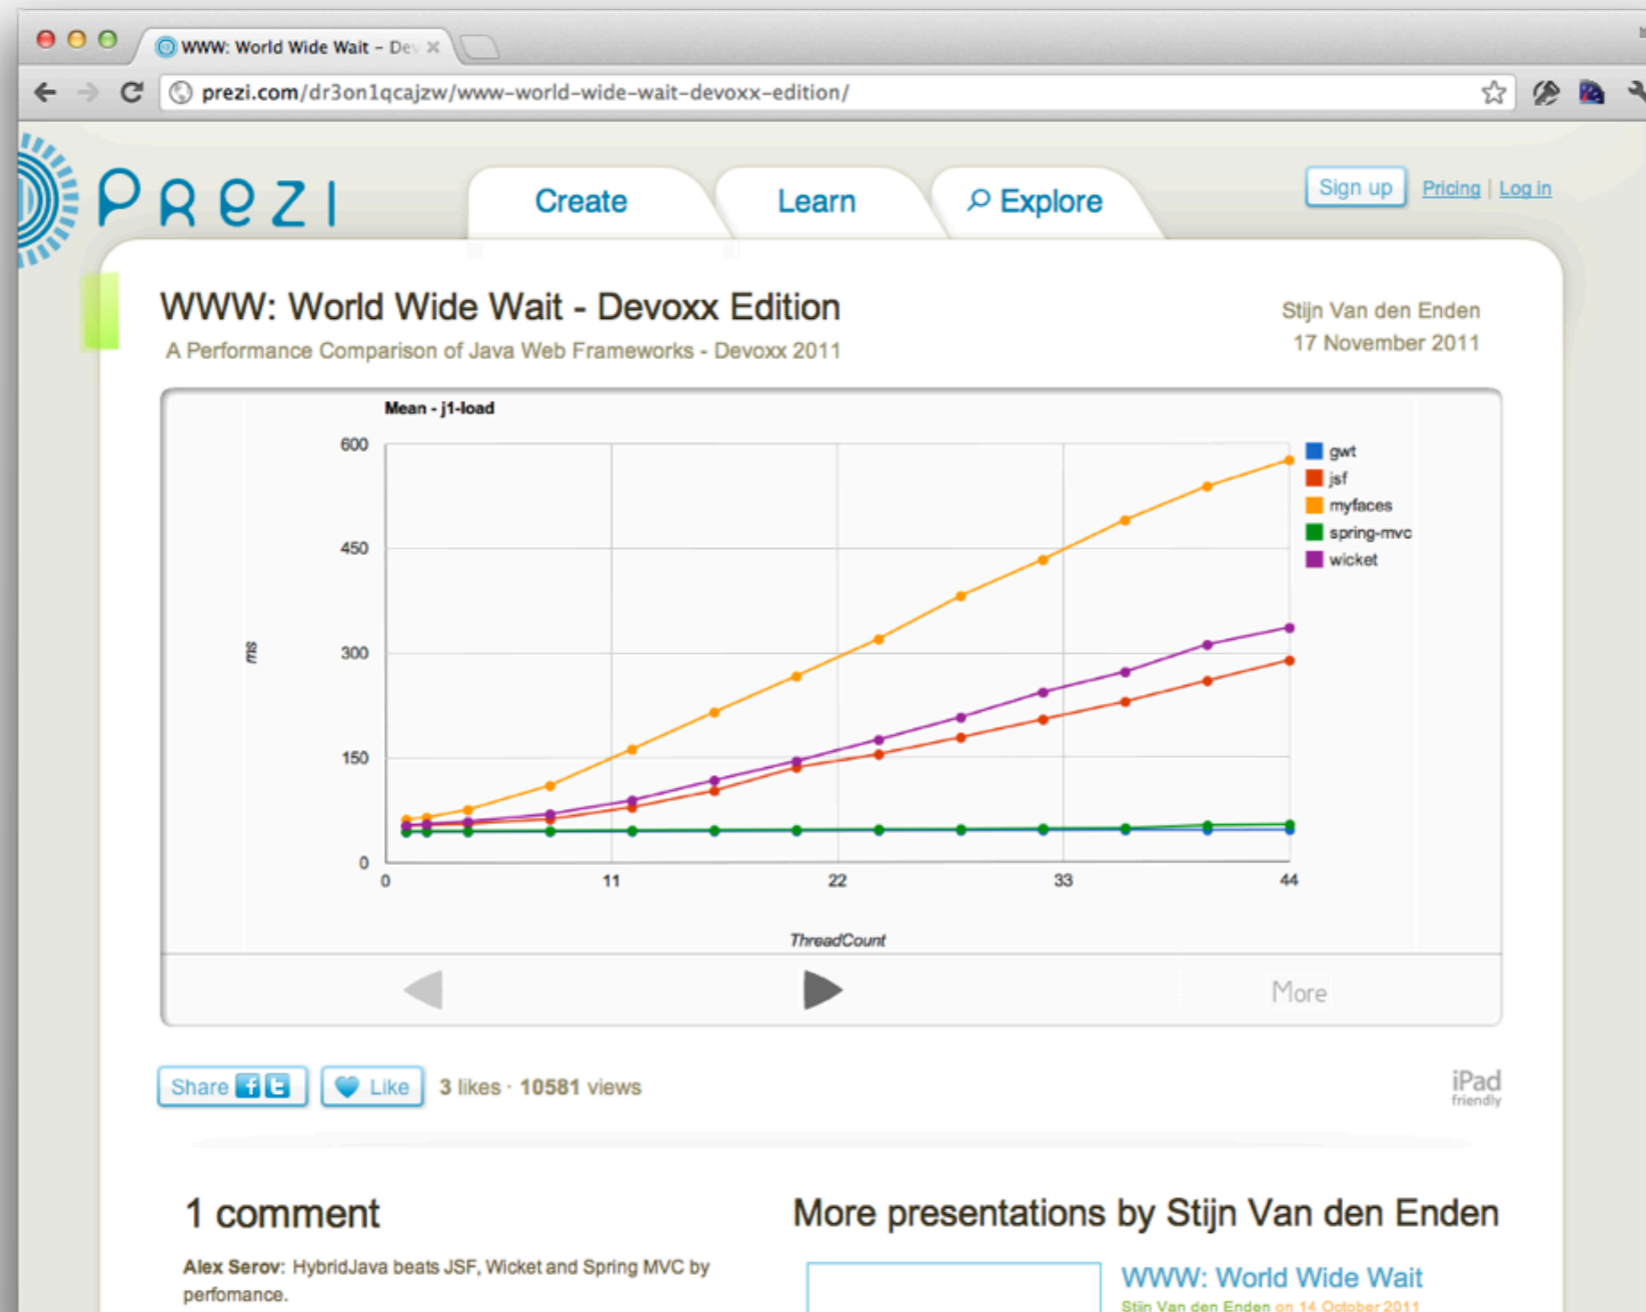 WWW: World Wide Wait – Dev
prezi.com/dr3on1qcajzw/www-world-wide-wait-devoxx-edition/
PREZI
Create
Learn
Explore
Sign up
Pricing | Log in
WWW: World Wide Wait - Devoxx Edition
A Performance Comparison of Java Web Frameworks - Devoxx 2011
Stijn Van den Enden
17 November 2011
Mean - j1-load
600
450
300
150
0
ms
0
11
22
33
44
ThreadCount
gwt
jsf
myfaces
spring-mvc
wicket
More
Share
Like
3 likes · 10581 views
iPad
friendly
1 comment
Alex Serov: HybridJava beats JSF, Wicket and Spring MVC by
perfomance.
More presentations by Stijn Van den Enden
WWW: World Wide Wait
Stijn Van den Enden on 14 October 2011